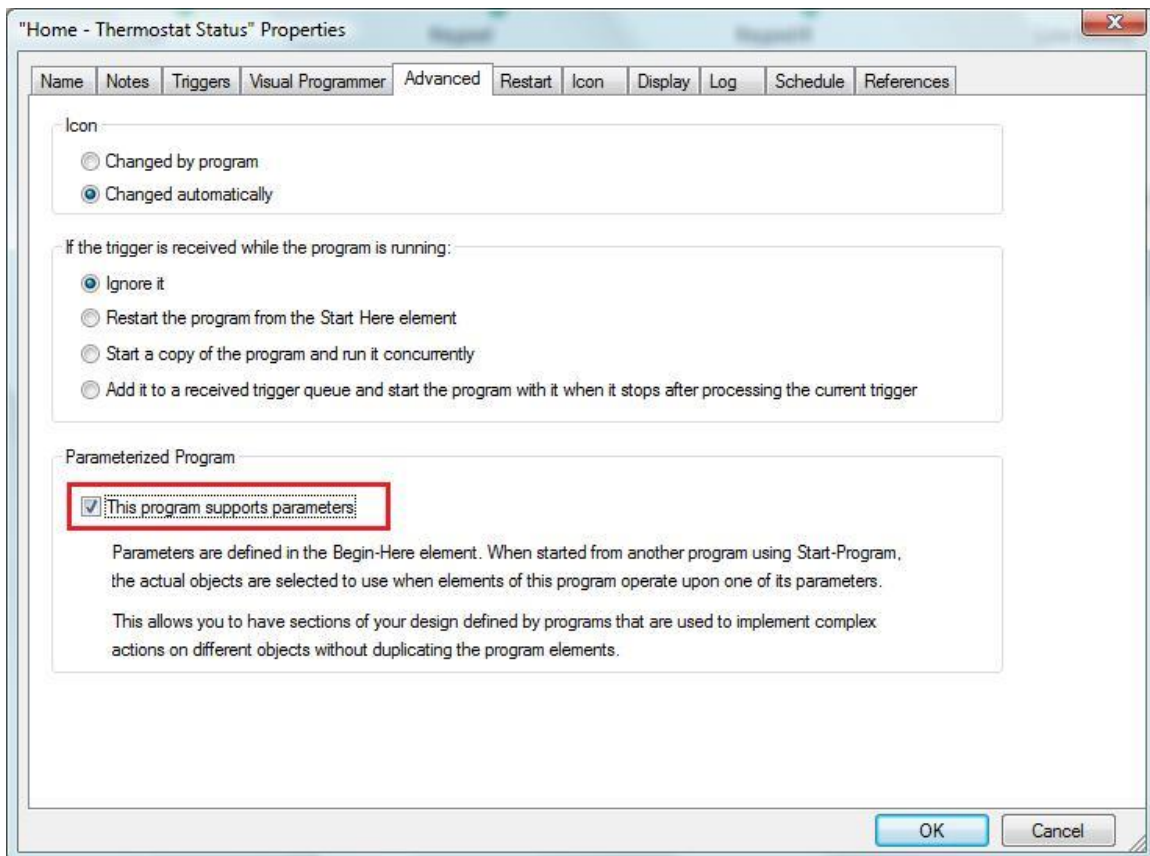 "Home - Thermostat Status" Properties
Name Notes Triggers Visual Programmer Advanced Restart Icon Display Log Schedule References
Icon
Changed by program
Changed automatically
If the trigger is received while the program is running:
Ignore it
Restart the program from the Start Here element
Start a copy of the program and run it concurrently
Add it to a received trigger queue and start the program with it when it stops after processing the current trigger
Parameterized Program
This program supports parameters
Parameters are defined in the Begin-Here element. When started from another program using Start-Program,
the actual objects are selected to use when elements of this program operate upon one of its parameters.
This allows you to have sections of your design defined by programs that are used to implement complex
actions on different objects without duplicating the program elements.
OK Cancel